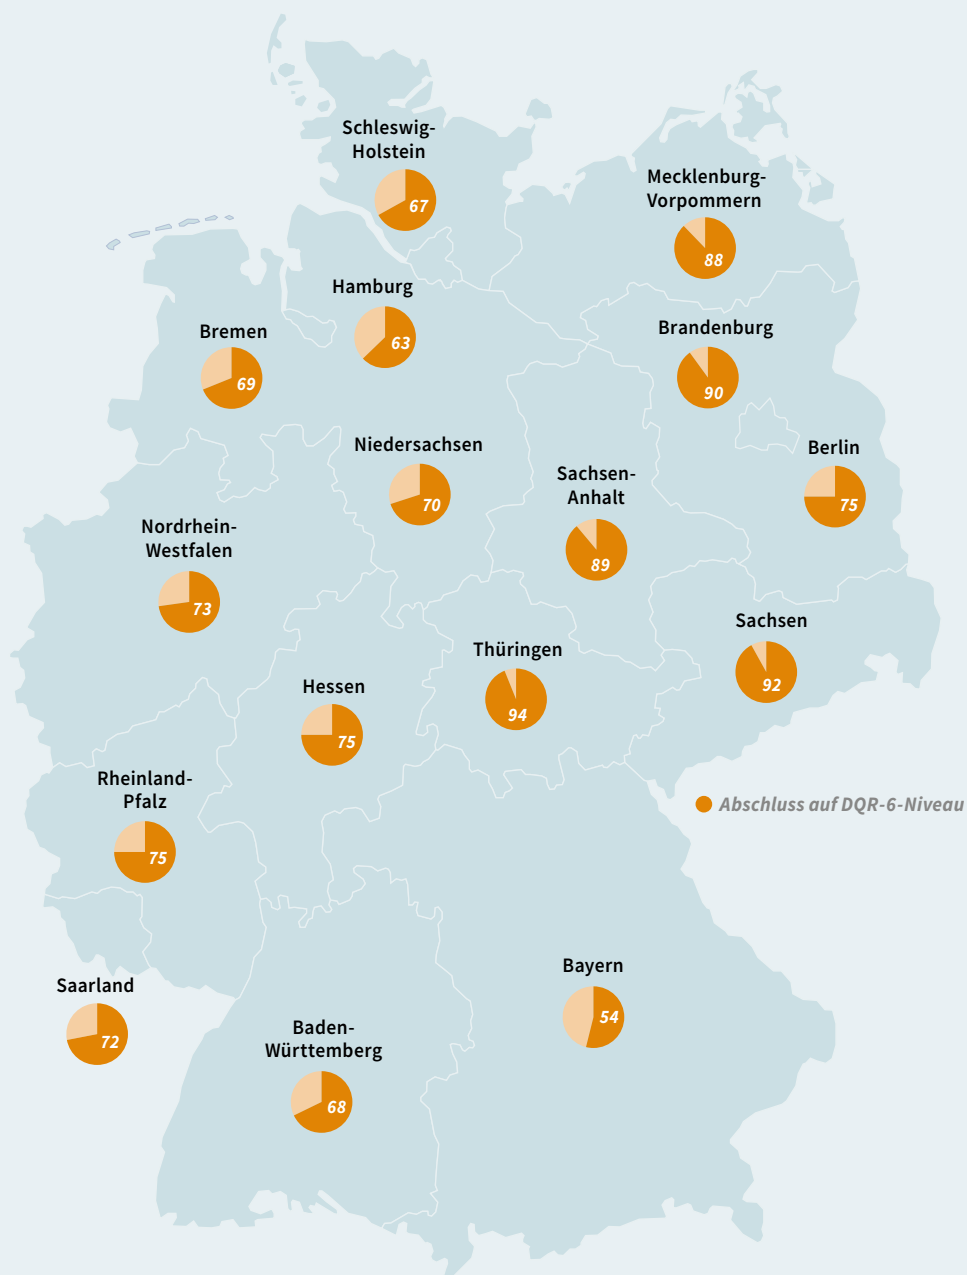 Schleswig-
Holstein
67
Mecklenburg-
Vorpommern
88
Hamburg
63
Bremen
69
Brandenburg
90
Niedersachsen
70
Sachsen-
Anhalt
89
Berlin
75
Nordrhein-
Westfalen
73
Sachsen
92
Thüringen
94
Hessen
75
Rheinland-
Pfalz
75
Abschluss auf DQR-6-Niveau
Bayern
54
Saarland
72
Baden-
Württemberg
68